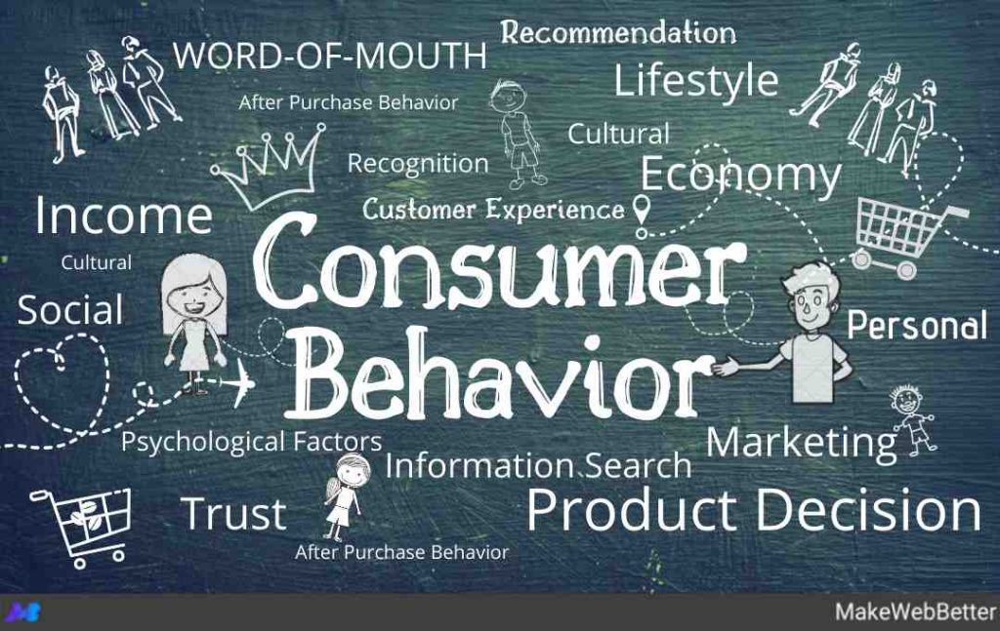 Recommendation
WORD-OF-MOUTH
Lifestyle
After Purchase Behavior
Cultural
Recognition
Economy
Customer Experience
Income
Consumer
Cultural
Social
Personal
Behavior
Psychological Factors
Marketing
Information Search
Trust
Product Decision
After Purchase Behavior
MakeWebBetter